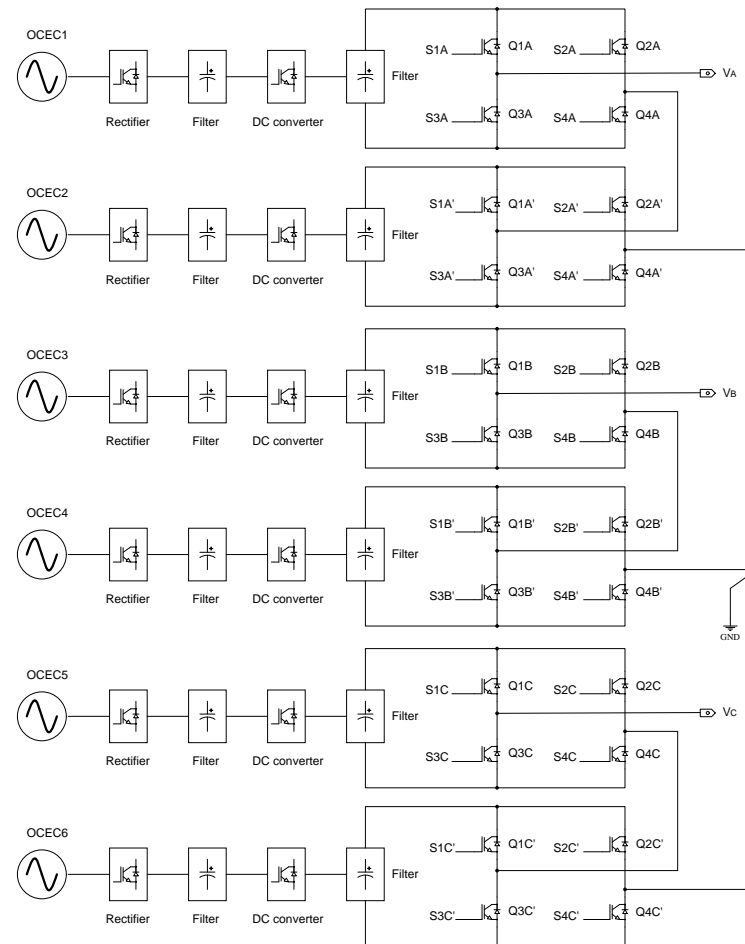 OCEC1
S1A Q1A S2A Q2A
VA
Filter
S3A Q3A S4A Q4A
Rectifier Filter DC converter
OCEC2
S1A' Q1A' S2A' Q2A'
Filter
S3A' Q3A' S4A' Q4A'
Rectifier Filter DC converter
OCEC3
S1B Q1B S2B Q2B
VB
Filter
S3B Q3B S4B Q4B
Rectifier Filter DC converter
OCEC4
S1B' Q1B' S2B' Q2B'
Filter
S3B' Q3B' S4B' Q4B'
Rectifier Filter DC converter
GND
OCEC5
S1C Q1C S2C Q2C
VC
Filter
S3C Q3C S4C Q4C
Rectifier Filter DC converter
OCEC6
S1C' Q1C' S2C' Q2C'
Filter
S3C' Q3C' S4C' Q4C'
Rectifier Filter DC converter